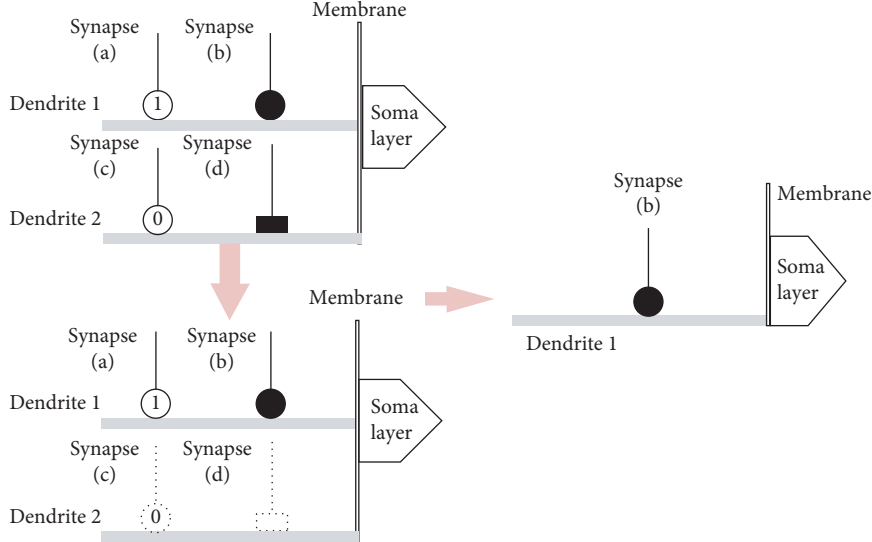 Membrane
Synapse
(a)
Synapse
(b)
Dendrite 1
1
Soma
layer
Synapse
(c)
Synapse
(d)
Dendrite 2
0
Membrane
Synapse
(a)
Synapse
(b)
Dendrite 1
1
Soma
layer
Synapse
(c)
Synapse
(d)
Dendrite 2
0
Synapse
(b)
Membrane
Soma
layer
Dendrite 1